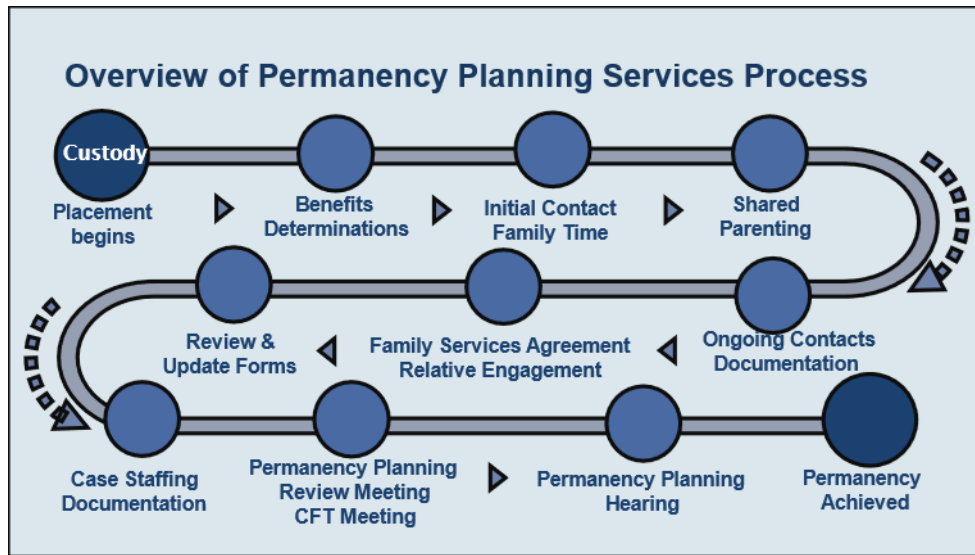 Overview of Permanency Planning Services Process
Custody
Placement
begins
Benefits
Determinations
Initial Contact
Family Time
Shared
Parenting
Ongoing Contacts
Documentation
Family Services Agreement
Relative Engagement
Review &
Update Forms
Case Staffing
Documentation
Permanency Planning
Review Meeting
CFT Meeting
Permanency Planning
Hearing
Permanency
Achieved